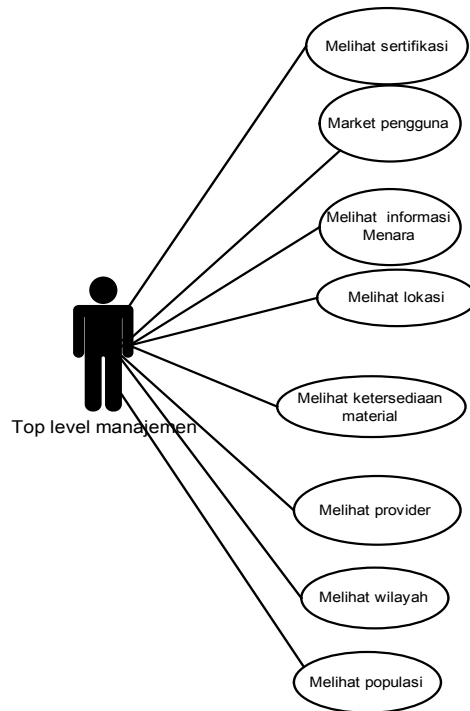 Melihat sertifikasi
Market pengguna
Melihat informasi
Menara
Melihat lokasi
Top level manajemen
Melihat ketersediaan
material
Melihat provider
Melihat wilayah
Melihat populasi